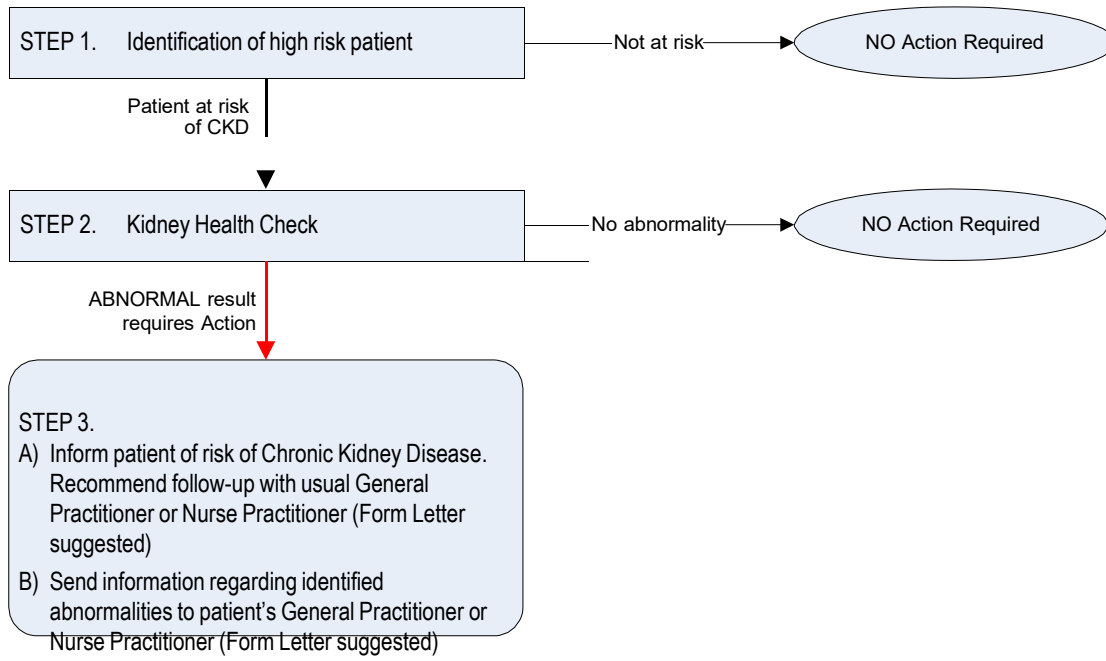 STEP 1. Identification of high risk patient
Not at risk
NO Action Required
Patient at risk
of CKD
STEP 2. Kidney Health Check
No abnormality
NO Action Required
ABNORMAL result
requires Action
STEP 3.
A) Inform patient of risk of Chronic Kidney Disease.
Recommend follow-up with usual General
Practitioner or Nurse Practitioner (Form Letter
suggested)
B) Send information regarding identified
abnormalities to patient’s General Practitioner or
Nurse Practitioner (Form Letter suggested)